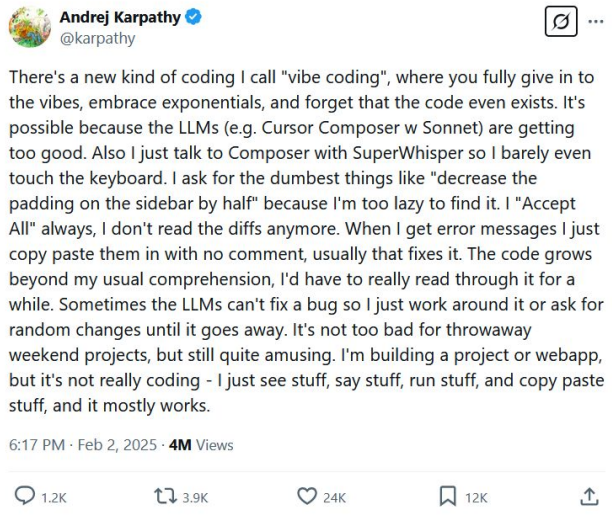 Andrej Karpathy
@karpathy
There's a new kind of coding I call "vibe coding", where you fully give in to
the vibes, embrace exponentials, and forget that the code even exists. It's
possible because the LLMs (e.g. Cursor Composer w Sonnet) are getting
too good. Also I just talk to Composer with SuperWhisper so I barely even
touch the keyboard. I ask for the dumbest things like "decrease the
padding on the sidebar by half" because I'm too lazy to find it. I "Accept
All" always, I don't read the diffs anymore. When I get error messages I just
copy paste them in with no comment, usually that fixes it. The code grows
beyond my usual comprehension, I'd have to really read through it for a
while. Sometimes the LLMs can't fix a bug so I just work around it or ask for
random changes until it goes away. It's not too bad for throwaway
weekend projects, but still quite amusing. I'm building a project or webapp,
but it's not really coding - I just see stuff, say stuff, run stuff, and copy paste
stuff, and it mostly works.
6:17 PM · Feb 2, 2025 · 4M Views
1.2K 3.9K 24K 12K